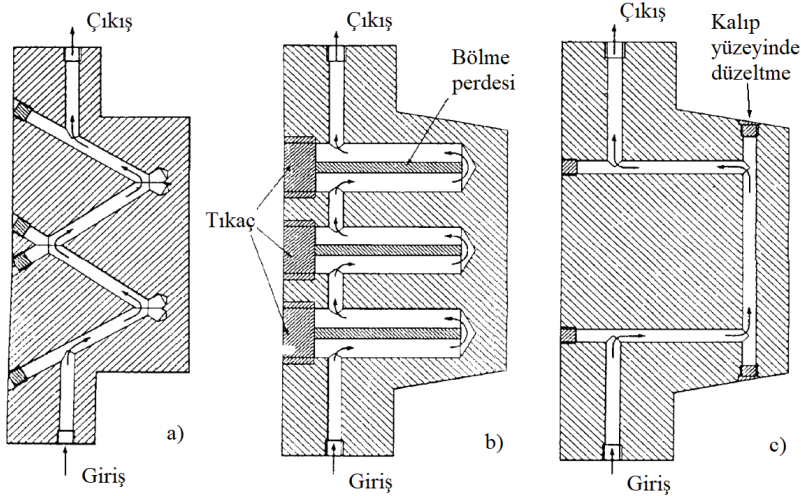 Çıkış
Giriş
a)
Çıkış
Bölme
perdesi
Tıkaç
Giriş
b)
Çıkış
Kalıp
yüzeyinde
düzeltme
Giriş
c)